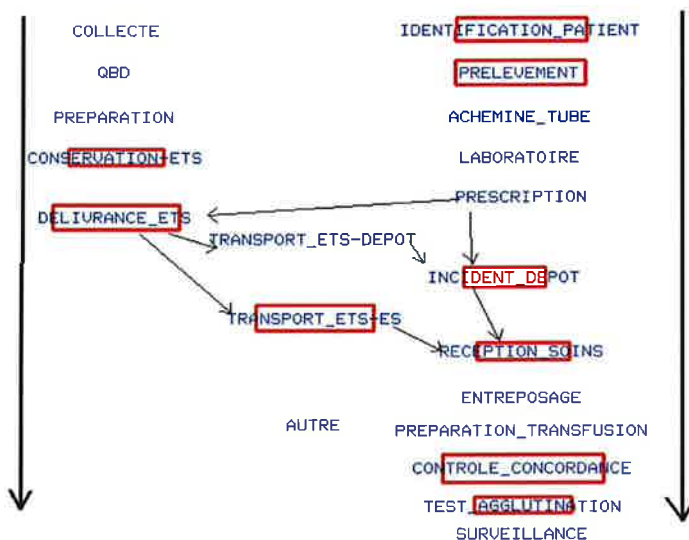 COLLECTE
IDENTIFICATION_PATIENT
QBD
PRELEVEMENT
PREPARATION
ACHEMINE_TUBE
CONSERVATION-ETS
LABORATOIRE
PRESCRIPTION
DELIVRANCE_ETS
TRANSPORT_ETS-DEPOT
INCIDENT_DEPOT
TRANSPORT_ETS-ES
RECEPTION_SOINS
ENTREPOSAGE
AUTRE
PREPARATION_TRANSFUSION
CONTROLE_CONCORDANCE
TEST_AGGLUTINATION
SURVEILLANCE